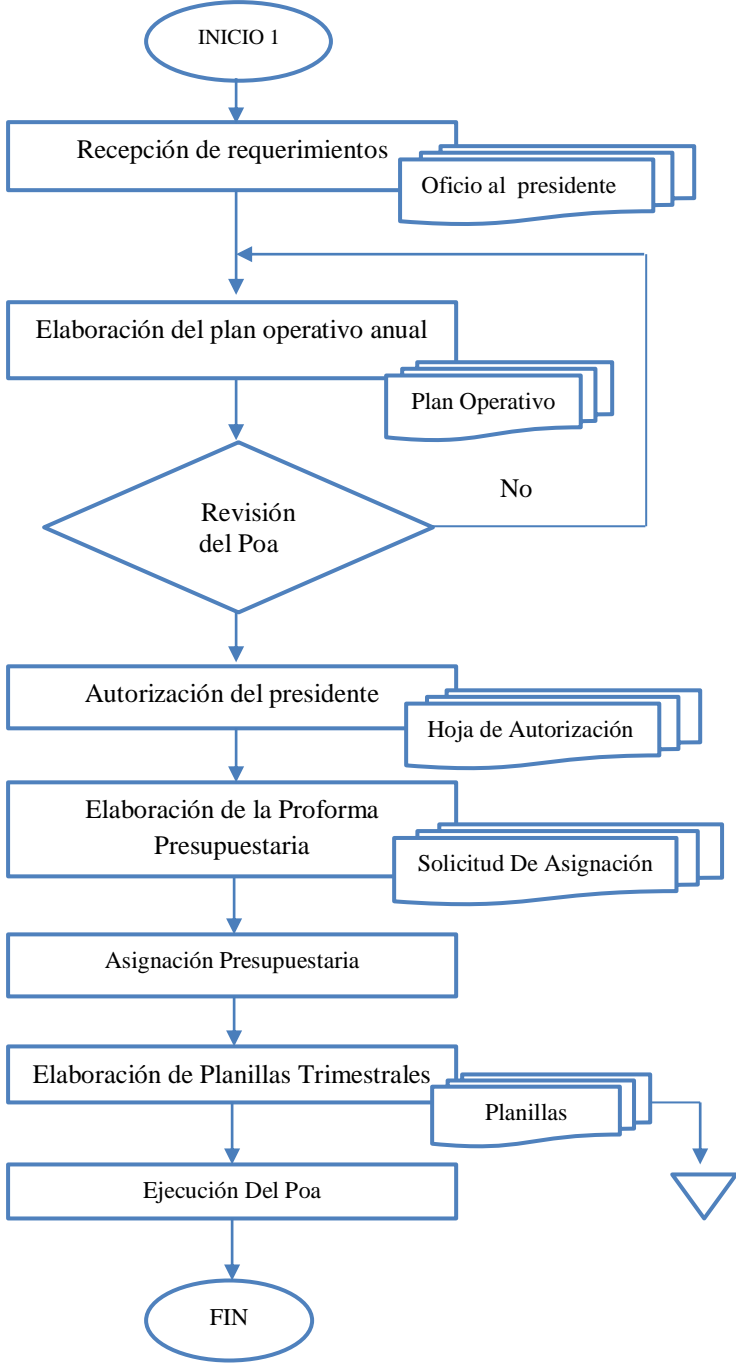 INICIO 1
Recepción de requerimientos
Oficio al presidente
Elaboración del plan operativo anual
Plan Operativo
No
Revisión
del Poa
Autorización del presidente
Hoja de Autorización
Elaboración de la Proforma
Presupuestaria
Solicitud De Asignación
Asignación Presupuestaria
Elaboración de Planillas Trimestrales
Planillas
Ejecución Del Poa
FIN